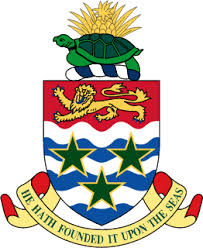 HE HATH FOUNDED IT UPON THE SEAS